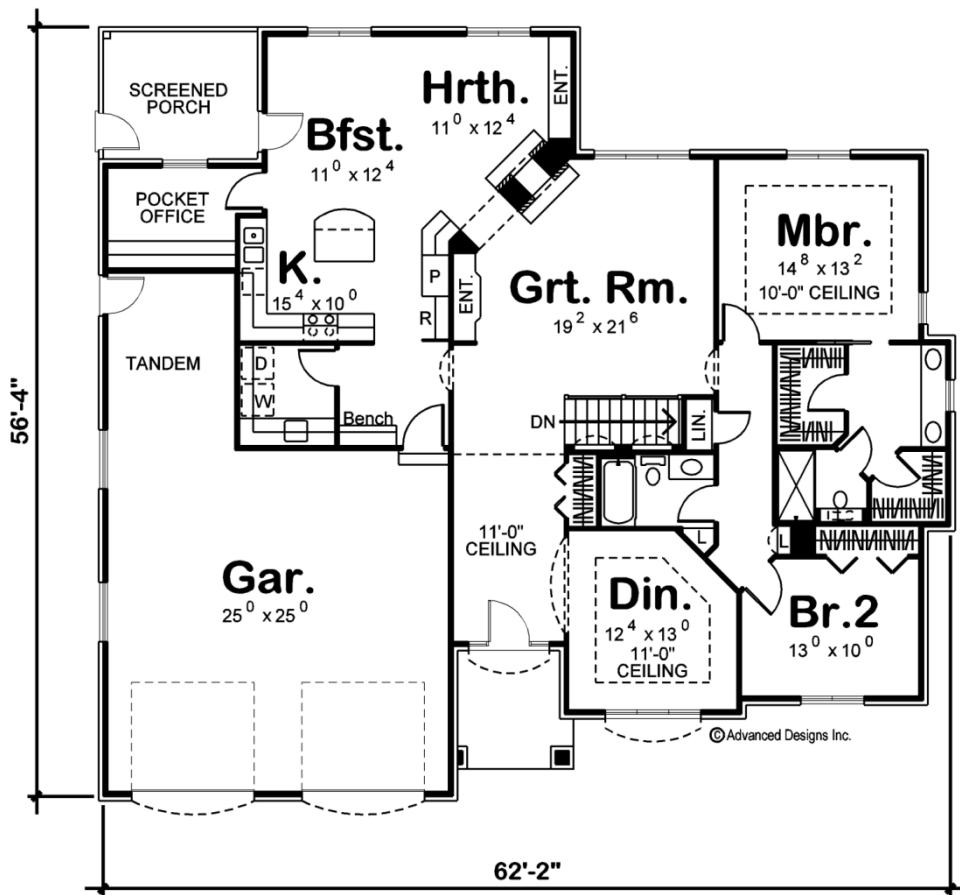 SCREENED
PORCH
Hrth.
11⁰ x 12⁴
ENT.
Bfst.
11⁰ x 12⁴
POCKET
OFFICE
K.
15⁴ x 10⁰
P
R
ENT.
Grt. Rm.
19² x 21⁶
Mbr.
14⁸ x 13²
10'-0" CEILING
TANDEM
D
W
Bench
DN
LIN.
56'-4"
11'-0"
CEILING
L
L
Gar.
25⁰ x 25⁰
Din.
12⁴ x 13⁰
11'-0"
CEILING
Br.2
13⁰ x 10⁰
© Advanced Designs Inc.
62'-2"